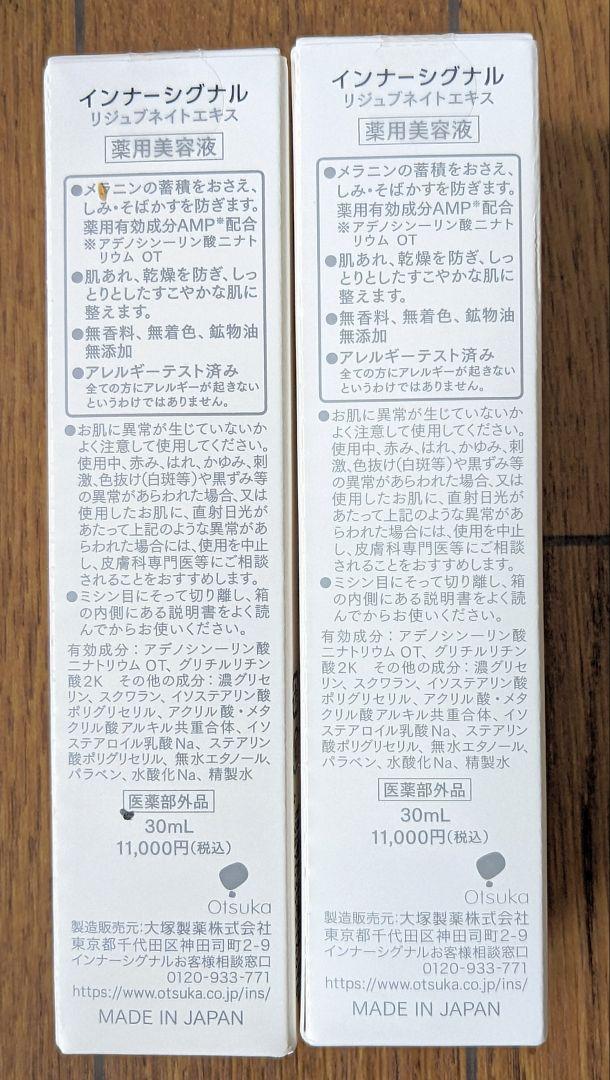 インナーシグナル
リジュブネイトエキス
薬用美容液
●メラニンの蓄積をおさえ、
しみ・そばかすを防ぎます。
薬用有効成分AMP※配合
※アデノシン一リン酸二ナト
リウム OT
●肌あれ、乾燥を防ぎ、しっ
とりとしたすこやかな肌に
整えます。
●無香料、無着色、鉱物油
無添加
●アレルギーテスト済み
全ての方にアレルギーが起きない
というわけではありません。
●お肌に異常が生じていないか
よく注意して使用してください。
使用中、赤み、はれ、かゆみ、刺
激、色抜け(白斑等)や黒ずみ等
の異常があらわれた場合、又は
使用したお肌に、直射日光が
あたって上記のような異常があ
らわれた場合には、使用を中止
し、皮膚科専門医等にご相談
されることをおすすめします。
●ミシン目にそって切り離し、箱
の内側にある説明書をよく読
んでからお使いください。
有効成分：アデノシン一リン酸
二ナトリウム OT、グリチルリチン
酸2K その他の成分：濃グリセ
リン、スクワラン、イソステアリン酸
ポリグリセリル、アクリル酸・メタ
クリル酸アルキル共重合体、イソ
ステアロイル乳酸Na、ステアリン
酸ポリグリセリル、無水エタノール、
パラベン、水酸化Na、精製水
医薬部外品
30mL
11,000円(税込)
Otsuka
製造販売元:大塚製薬株式会社
東京都千代田区神田司町2-9
インナーシグナルお客様相談窓口
0120-933-771
https://www.otsuka.co.jp/ins/
MADE IN JAPAN
インナーシグナル
リジュブネイトエキス
薬用美容液
●メラニンの蓄積をおさえ、
しみ・そばかすを防ぎます。
薬用有効成分AMP※配合
※アデノシン一リン酸二ナト
リウム OT
●肌あれ、乾燥を防ぎ、しっ
とりとしたすこやかな肌に
整えます。
●無香料、無着色、鉱物油
無添加
●アレルギーテスト済み
全ての方にアレルギーが起きない
というわけではありません。
●お肌に異常が生じていないか
よく注意して使用してください。
使用中、赤み、はれ、かゆみ、刺
激、色抜け(白斑等)や黒ずみ等
の異常があらわれた場合、又は
使用したお肌に、直射日光が
あたって上記のような異常があ
らわれた場合には、使用を中止
し、皮膚科専門医等にご相談
されることをおすすめします。
●ミシン目にそって切り離し、箱
の内側にある説明書をよく読
んでからお使いください。
有効成分：アデノシン一リン酸
二ナトリウム OT、グリチルリチン
酸2K その他の成分：濃グリセ
リン、スクワラン、イソステアリン酸
ポリグリセリル、アクリル酸・メタ
クリル酸アルキル共重合体、イソ
ステアロイル乳酸Na、ステアリン
酸ポリグリセリル、無水エタノール、
パラベン、水酸化Na、精製水
医薬部外品
30mL
11,000円(税込)
Otsuka
製造販売元:大塚製薬株式会社
東京都千代田区神田司町2-9
インナーシグナルお客様相談窓口
0120-933-771
https://www.otsuka.co.jp/ins/
MADE IN JAPAN